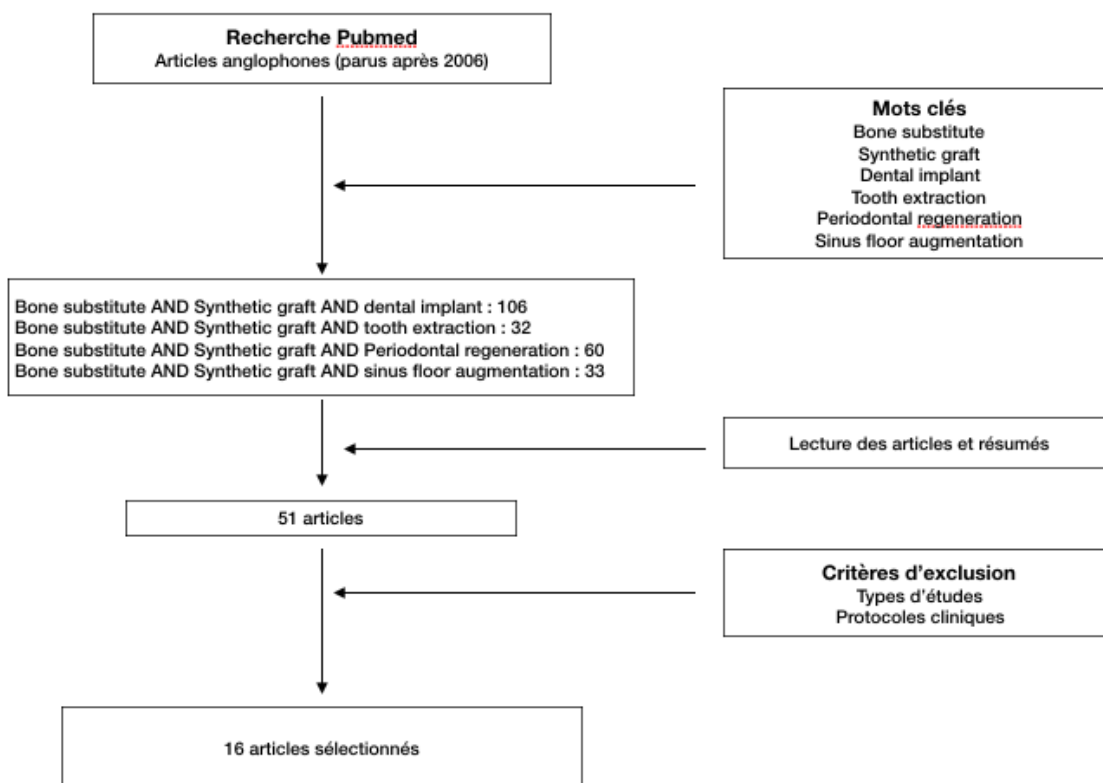 Recherche Pubmed
Articles anglophones (parus après 2006)
Mots clés
Bone substitute
Synthetic graft
Dental implant
Tooth extraction
Periodontal regeneration
Sinus floor augmentation
Bone substitute AND Synthetic graft AND dental implant : 106
Bone substitute AND Synthetic graft AND tooth extraction : 32
Bone substitute AND Synthetic graft AND Periodontal regeneration : 60
Bone substitute AND Synthetic graft AND sinus floor augmentation : 33
Lecture des articles et résumés
51 articles
Critères d'exclusion
Types d'études
Protocoles cliniques
16 articles sélectionnés